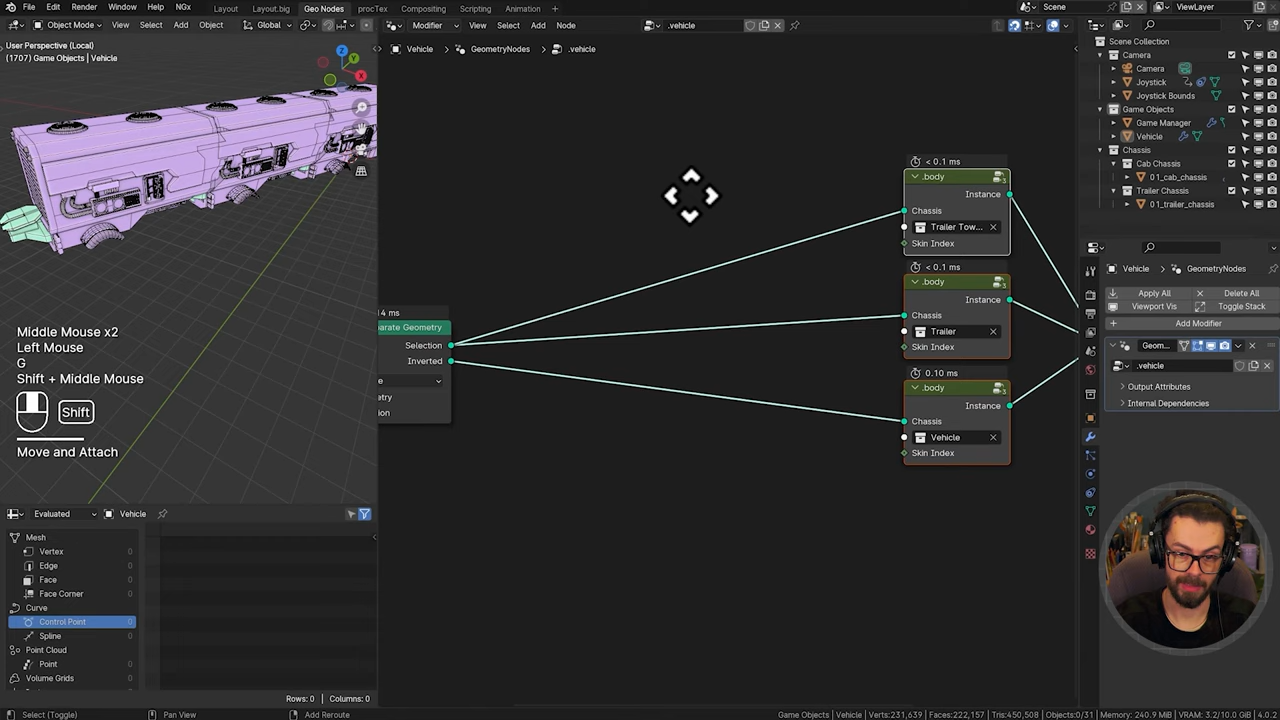 File Edit Render Window Help NGx Layout Layout.bg Geo Nodes procTex Compositing Scripting Animation Scene ViewLayer
Object Mode View Select Add Object Global Modifier View Select Add Node .vehicle
User Perspective (Local)
(1707) Game Objects | Vehicle
Z
Y
X
Vehicle GeometryNodes .vehicle
Scene Collection
Camera
Camera
Joystick
Joystick Bounds
Game Objects
Game Manager
Vehicle
Chassis
Cab Chassis
01_cab_chassis
Trailer Chassis
01_trailer_chassis
< 0.1 ms
.body
Instance
Chassis
Trailer Tow...
Skin Index
< 0.1 ms
.body
Instance
Chassis
Trailer
Skin Index
0.10 ms
.body
Instance
Chassis
Vehicle
Skin Index
arate Geometry
Selection
Inverted
Middle Mouse x2
Left Mouse
G
Shift + Middle Mouse
Shift
Move and Attach
Vehicle GeometryNodes
Apply All Delete All
Viewport Vis Toggle Stack
Add Modifier
Geom...
.vehicle
Output Attributes
Internal Dependencies
Evaluated Vehicle
Mesh
Vertex 0
Edge 0
Face 0
Face Corner 0
Curve
Control Point 0
Spline 0
Point Cloud
Point 0
Volume Grids
Rows: 0 Columns: 0
Select (Toggle) Pan View Add Reroute Game Objects | Vehicle | Verts:231,639 | Faces:222,157 | Tris:450,508 | Objects:0/31 | Memory: 240.9 MiB | VRAM: 3.2/10.0 GiB | 4.0.2